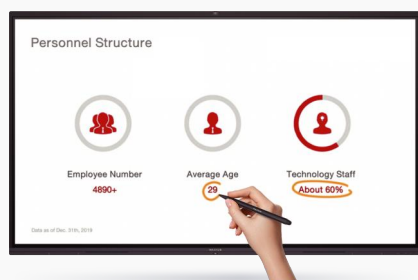 Personnel Structure
Employee Number
4890+
Average Age
29
Technology Staff
About 60%
Data as of Dec. 31th, 2019